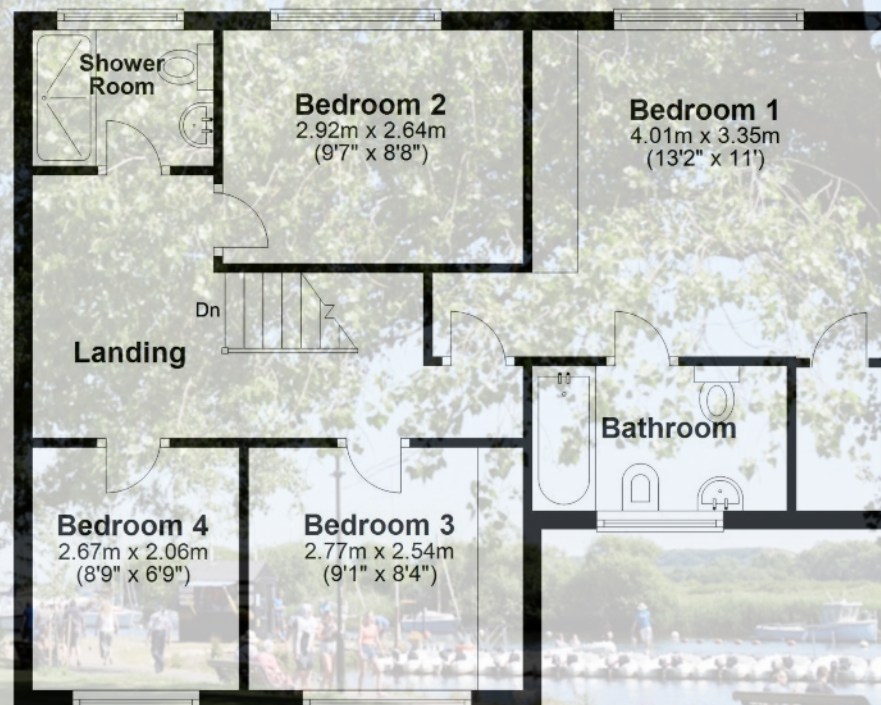 Shower
Room
Bedroom 2
2.92m x 2.64m
(9'7" x 8'8")
Bedroom 1
4.01m x 3.35m
(13'2" x 11')
Dn
Landing
Bathroom
Bedroom 4
2.67m x 2.06m
(8'9" x 6'9")
Bedroom 3
2.77m x 2.54m
(9'1" x 8'4")